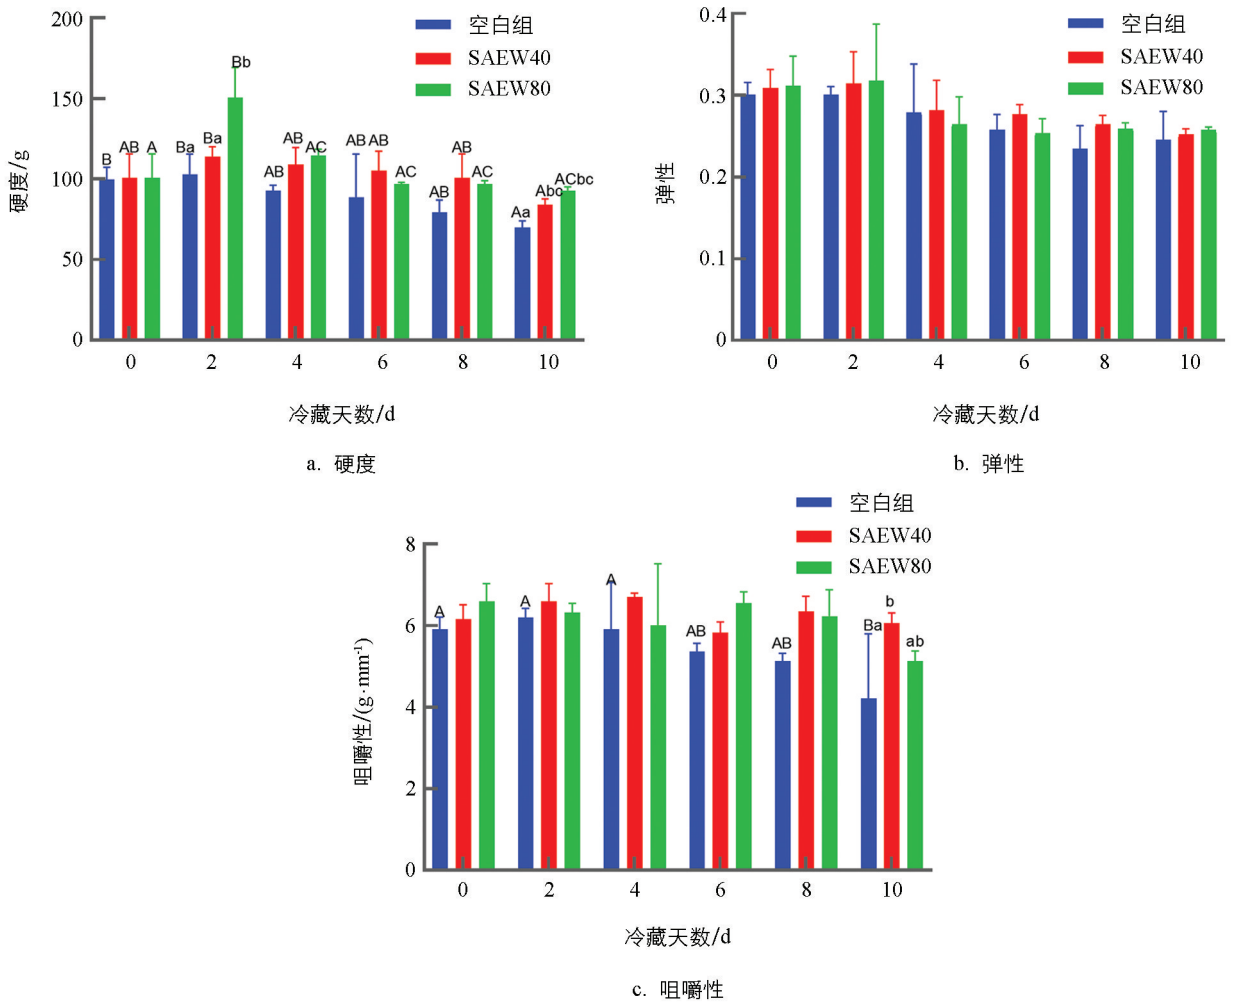 200
150
100
50
0
硬度/g
空白组
SAEW40
SAEW80
B AB A
Ba Ba Bb
AB AB AC
AB AB AC
AB AB AC
Aa Abc ACbc
0 2 4 6 8 10
冷藏天数/d
a. 硬度
0.4
0.3
0.2
0.1
0
弹性
空白组
SAEW40
SAEW80
0 2 4 6 8 10
冷藏天数/d
b. 弹性
空白组
SAEW40
SAEW80
8
6
4
2
0
咀嚼性/(g·mm⁻¹)
A
A
A
AB
AB
Ba b ab
0 2 4 6 8 10
冷藏天数/d
c. 咀嚼性